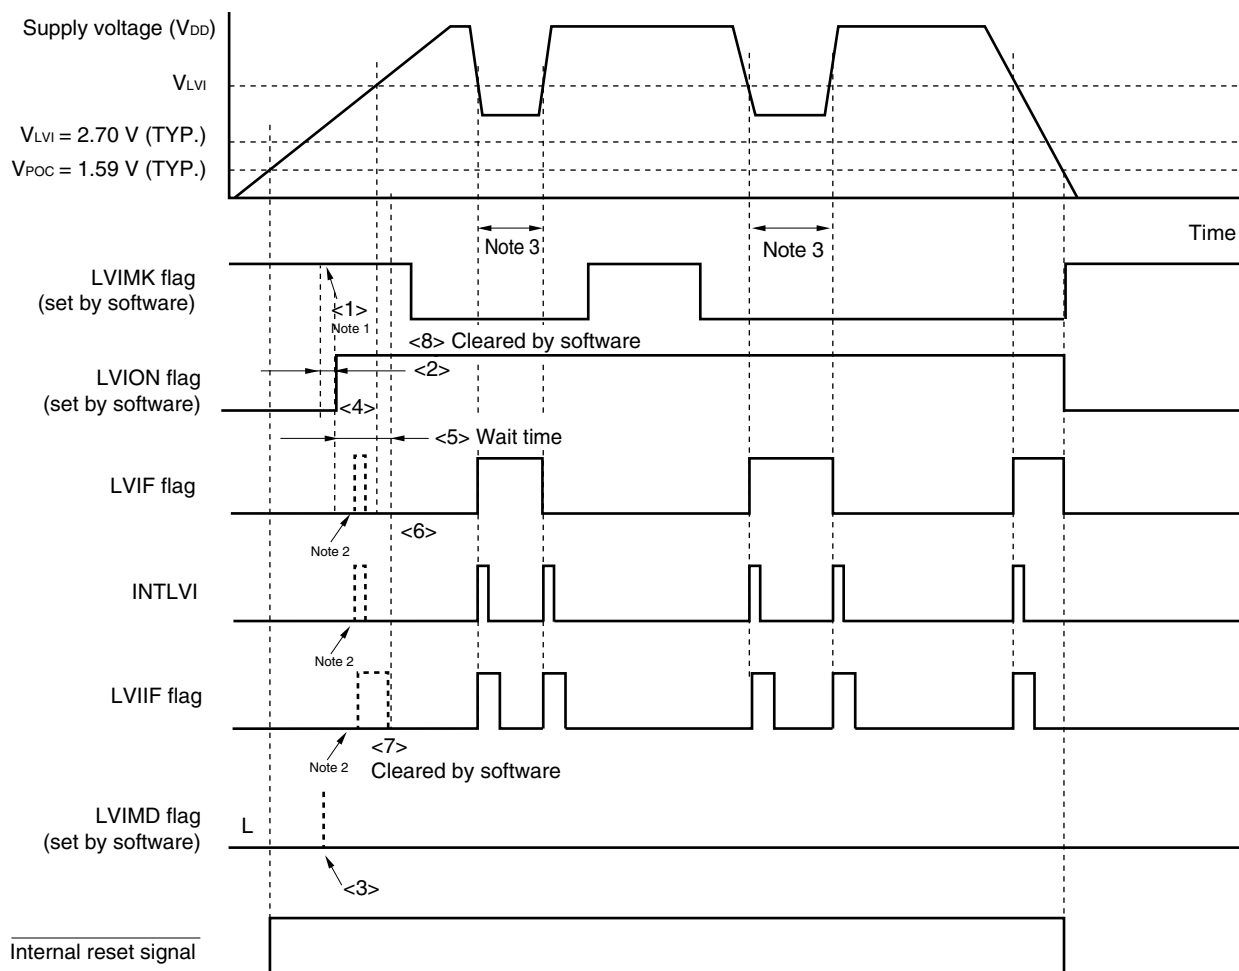 Supply voltage (VDD)
VLVI
VLVI = 2.70 V (TYP.)
VPOC = 1.59 V (TYP.)
Time
Note 3
Note 3
LVIMK flag
(set by software)
<1>
Note 1
<8> Cleared by software
LVION flag
(set by software)
<2>
<4>
<5> Wait time
LVIF flag
<6>
Note 2
INTLVI
Note 2
LVIIF flag
Note 2
<7>
Cleared by software
LVIMD flag
(set by software)
L
<3>
Internal reset signal